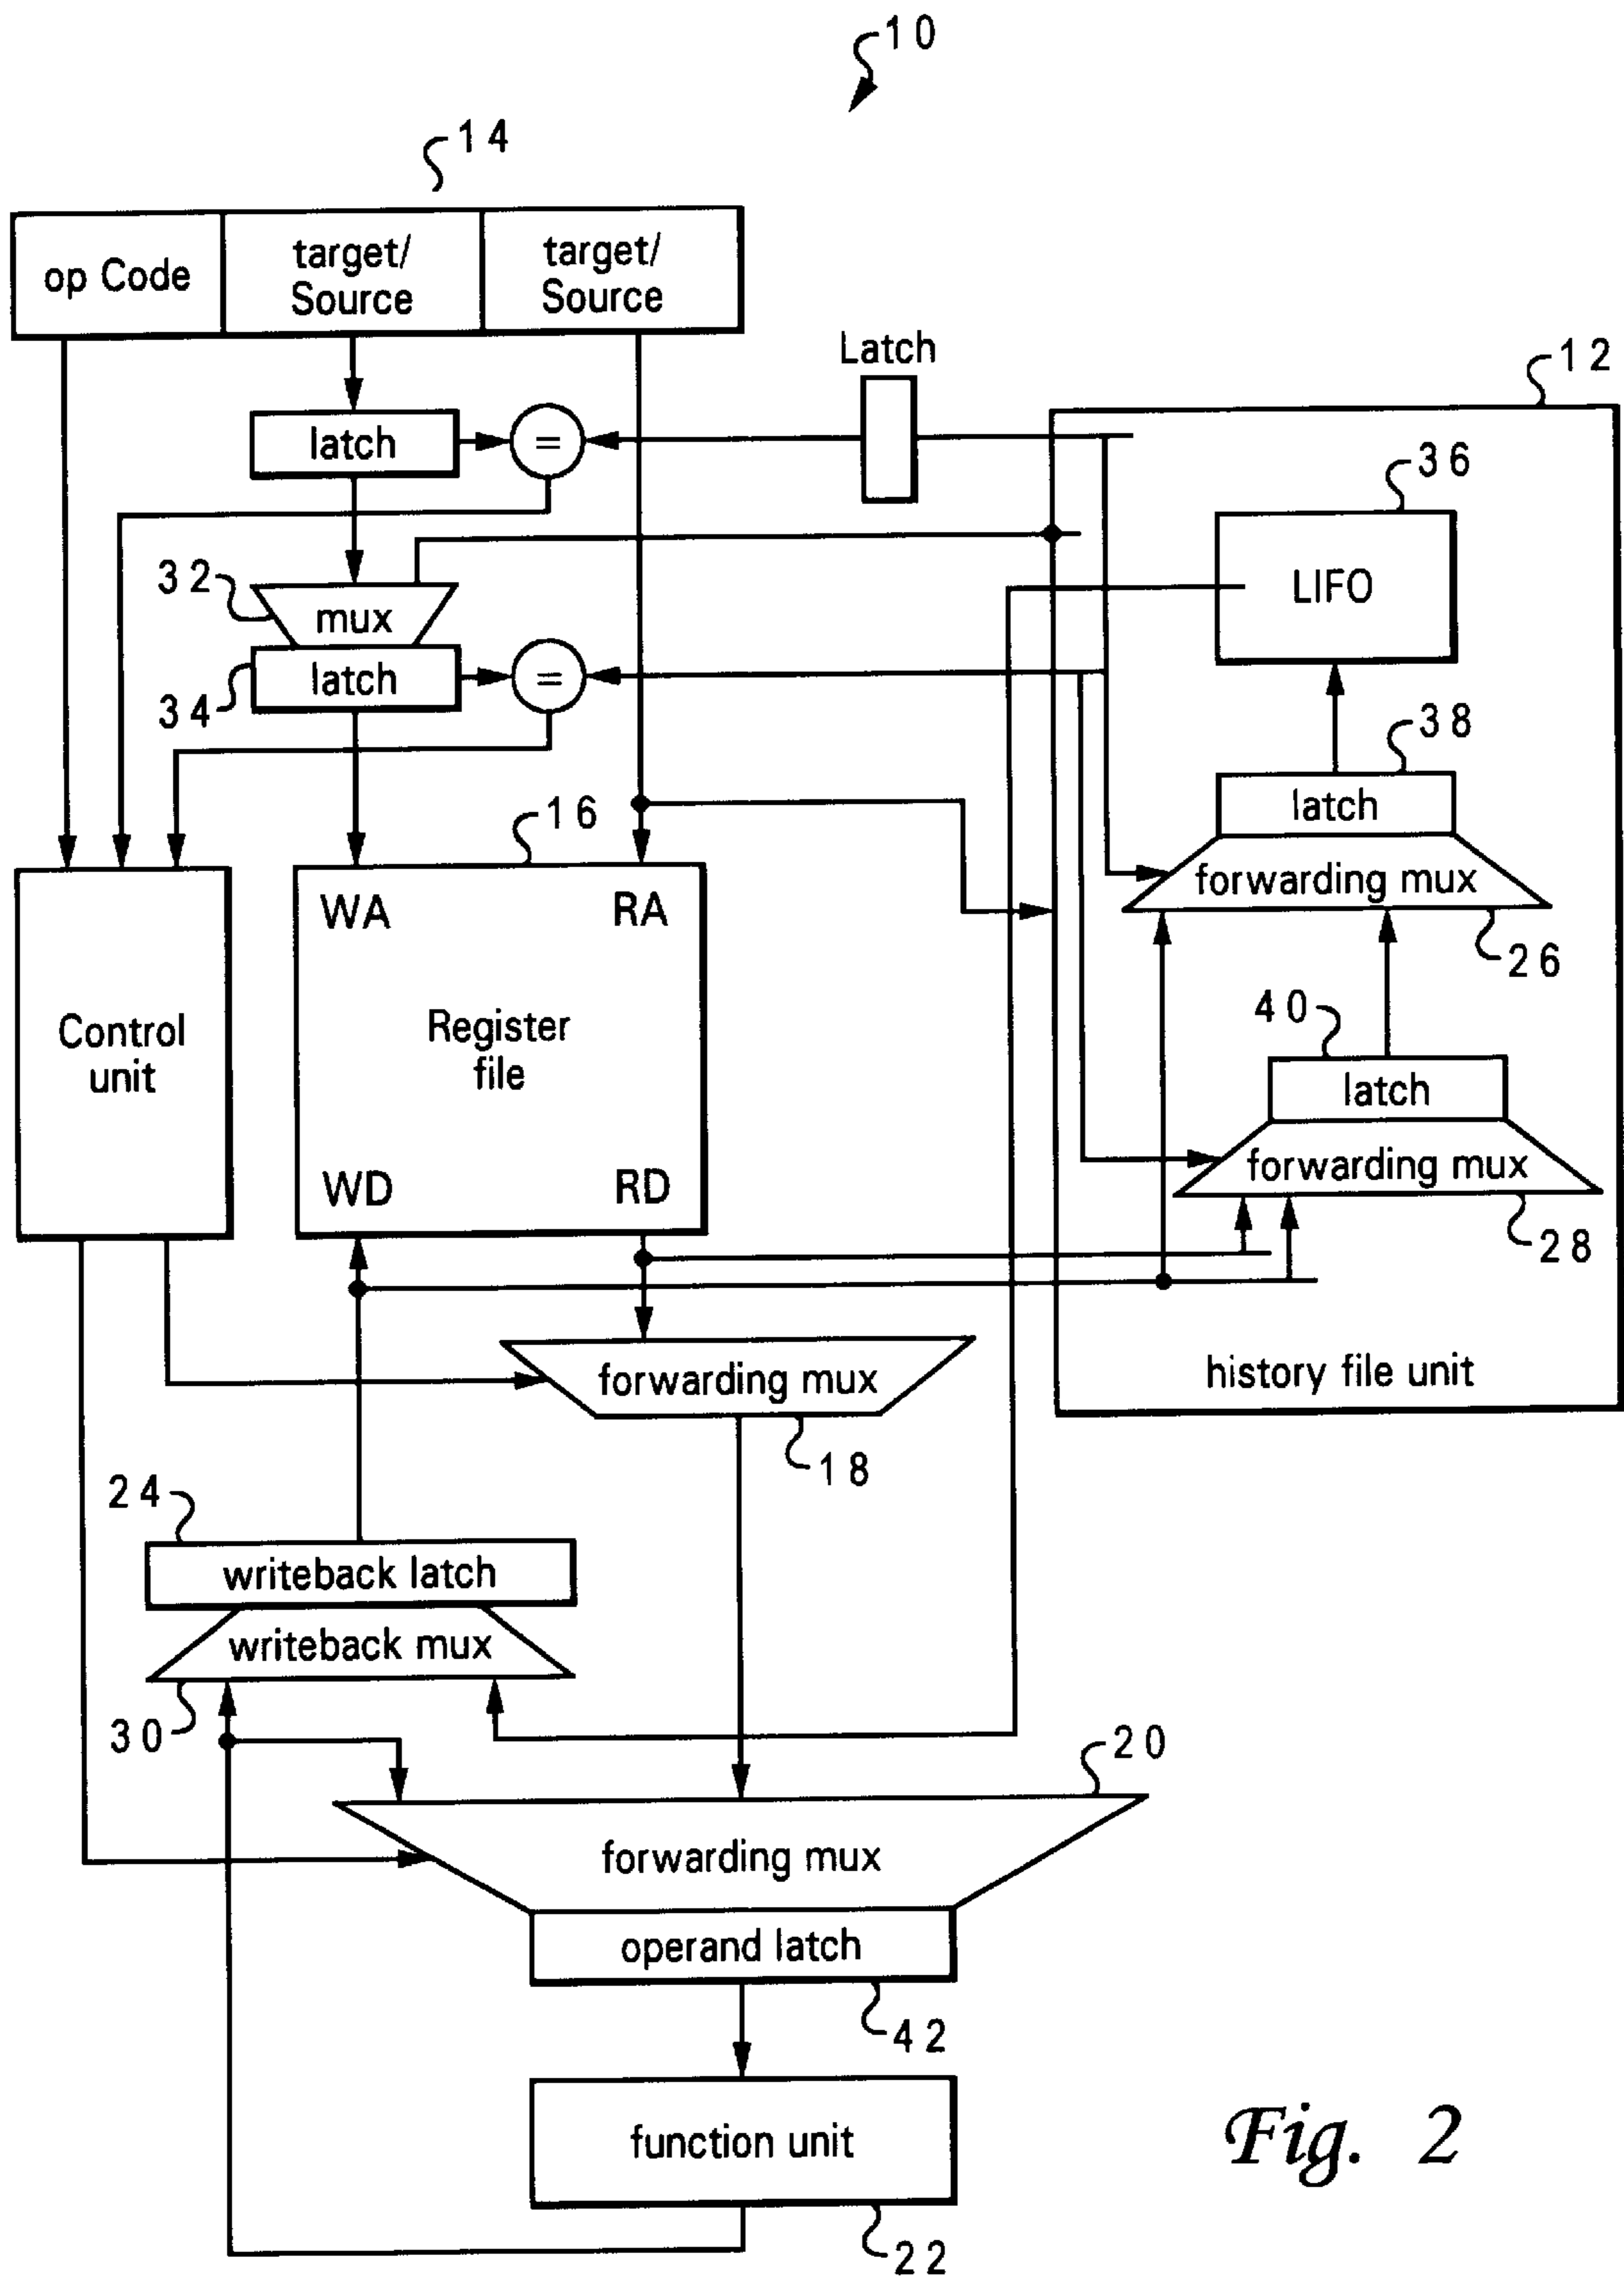 10
14
op Code
target/
Source
target/
Source
Latch
12
latch
=
36
LIFO
32
mux
34
latch
=
38
latch
forwarding mux
26
16
WA
RA
Control
unit
Register
file
40
latch
forwarding mux
28
WD
RD
forwarding mux
18
history file unit
24
writeback latch
writeback mux
30
20
forwarding mux
operand latch
42
function unit
22
Fig. 2